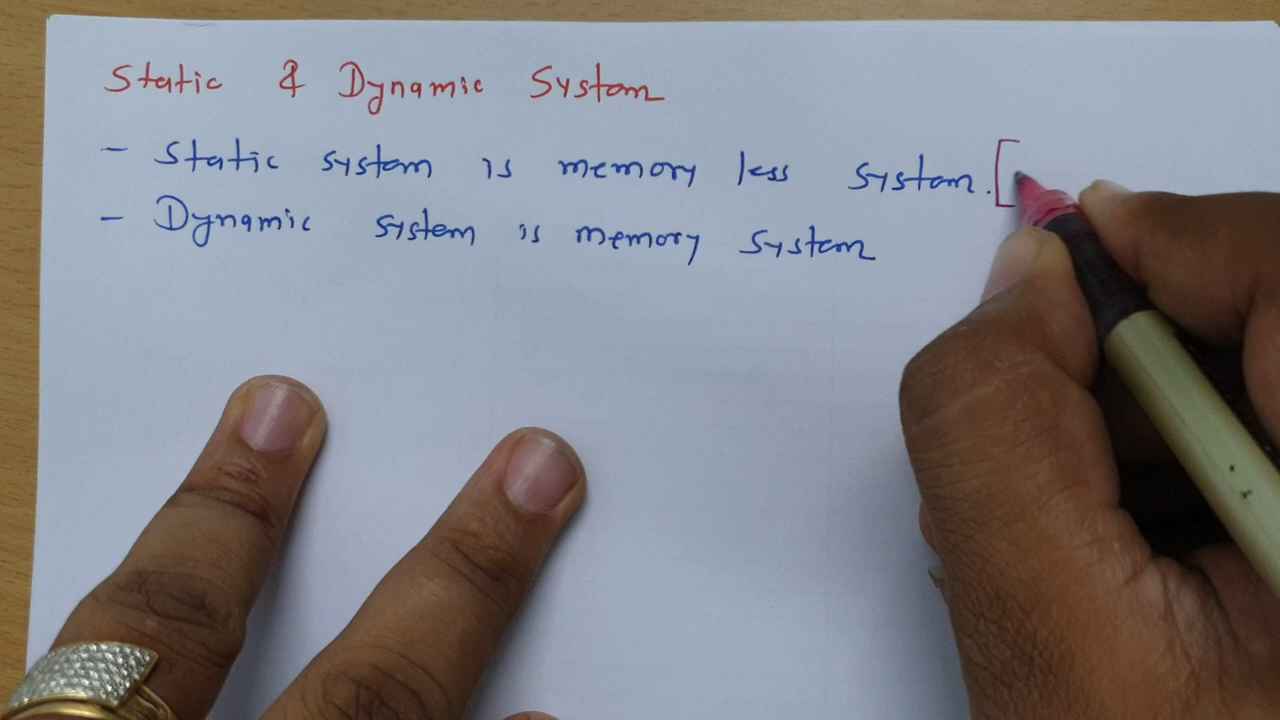 Static & Dynamic System
- Static system is memory less system. [
- Dynamic system is memory system